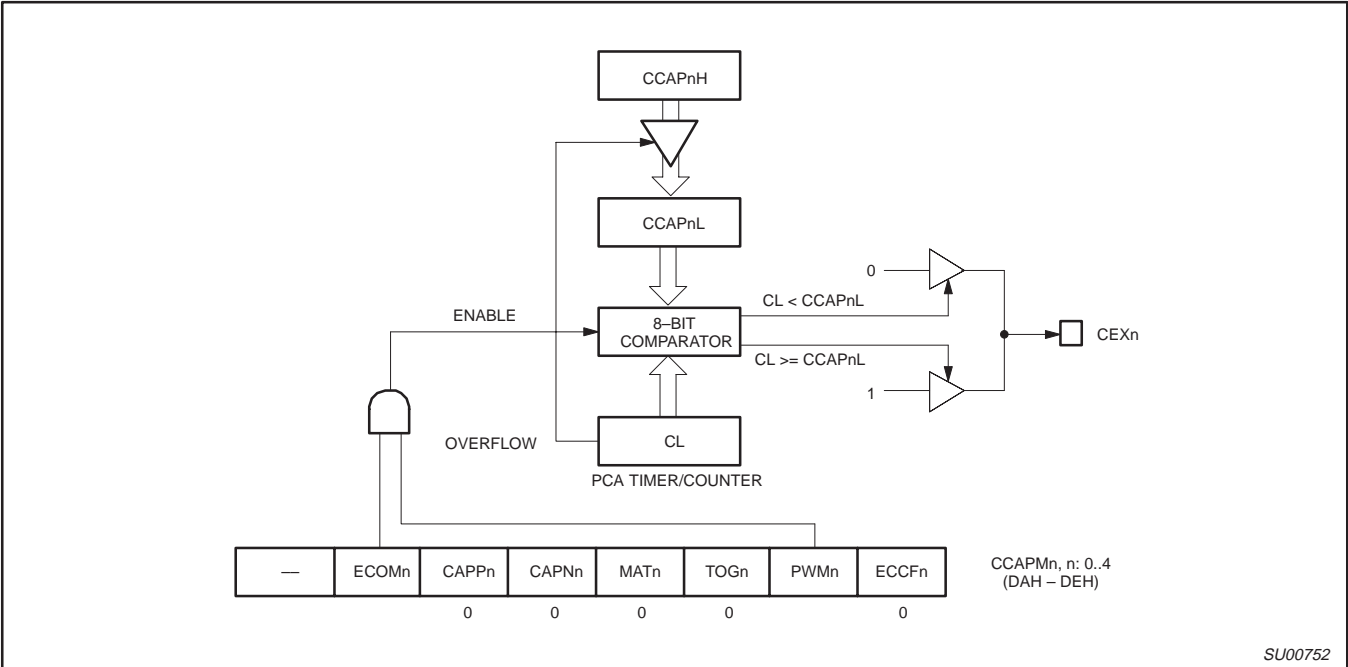 CCAPnH
CCAPnL
0
CL < CCAPnL
ENABLE
8–BIT
COMPARATOR
CEXn
CL >= CCAPnL
1
OVERFLOW
CL
PCA TIMER/COUNTER
— ECOMn CAPPn CAPNn MATn TOGn PWMn ECCFn
CCAPMn, n: 0..4
(DAH – DEH)
0 0 0 0 0
SU00752